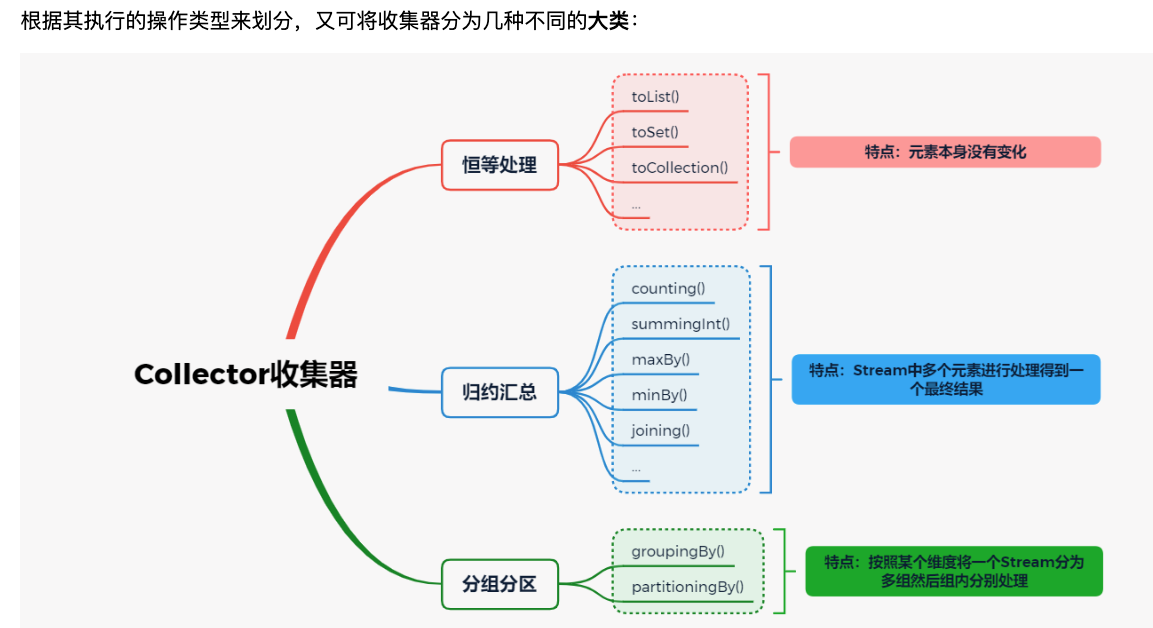 根据其执行的操作类型来划分，又可将收集器分为几种不同的大类：
toList()
toSet()
恒等处理
toCollection()
...
特点：元素本身没有变化
Collector收集器
counting()
summingInt()
maxBy()
归约汇总
minBy()
joining()
...
特点：Stream中多个元素进行处理得到一
个最终结果
groupingBy()
分组分区
partitioningBy()
特点：按照某个维度将一个Stream分为
多组然后组内分别处理